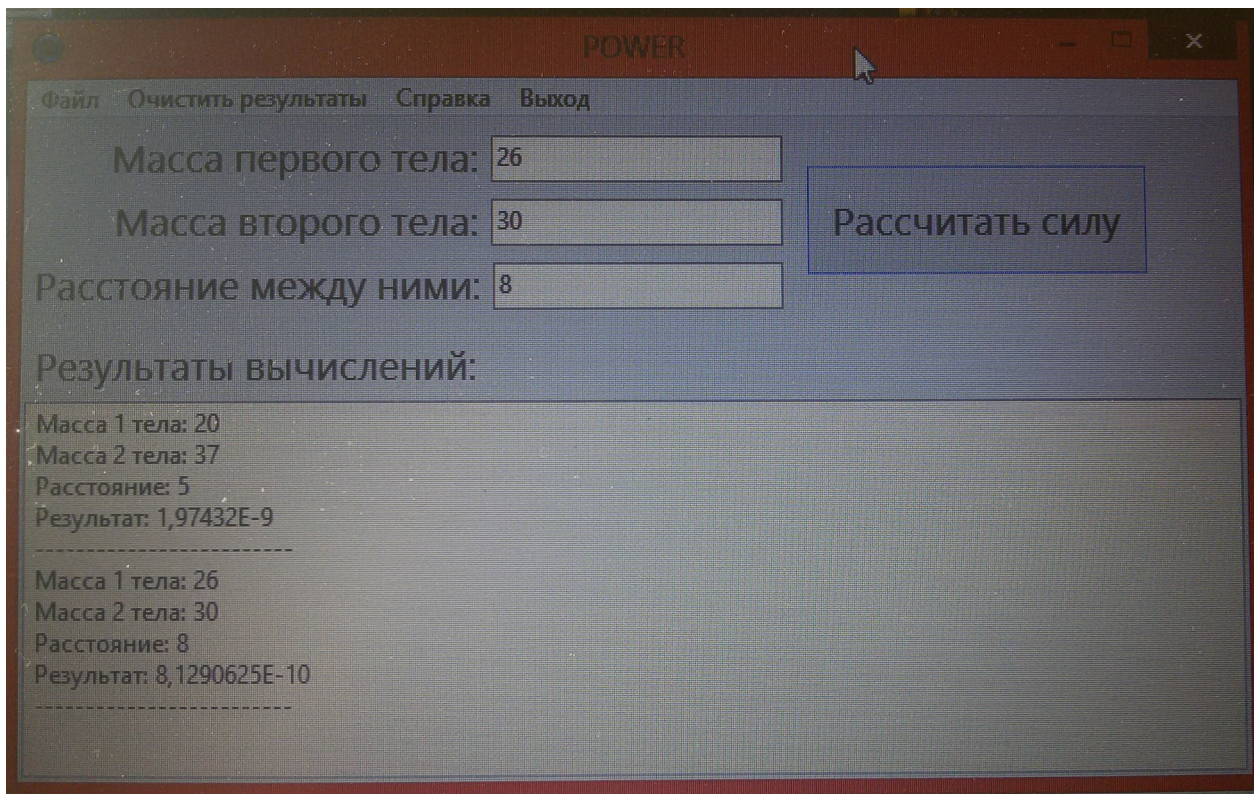 POWER
Файл Очистить результаты Справка Выход
Масса первого тела: 26
Масса второго тела: 30
Рассчитать силу
Расстояние между ними: 8
Результаты вычислений:
Масса 1 тела: 20
Масса 2 тела: 37
Расстояние: 5
Результат: 1,97432E-9
-------------------------
Масса 1 тела: 26
Масса 2 тела: 30
Расстояние: 8
Результат: 8,1290625E-10
-------------------------